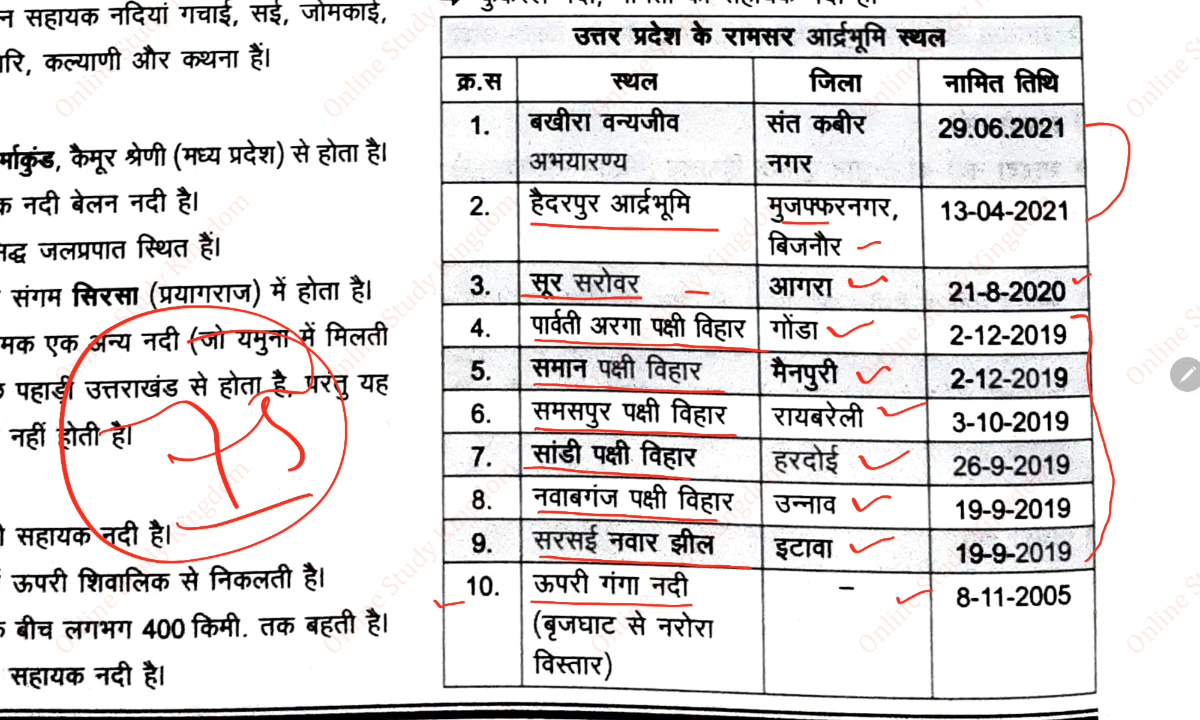 न सहायक नदियां गचाई, सई, जोमकाई,
रि, कल्याणी और कथना हैं।
र्माकुंड, कैमूर श्रेणी (मध्य प्रदेश) से होता है।
क नदी बेलन नदी है।
सिद्ध जलप्रपात स्थित हैं।
संगम सिरसा (प्रयागराज) में होता है।
मक एक अन्य नदी (जो यमुना में मिलती
पहाड़ी उत्तराखंड से होता है, परंतु यह
नहीं होती है।
75
सहायक नदी है।
ऊपरी शिवालिक से निकलती है।
बीच लगभग 400 किमी. तक बहती है।
सहायक नदी है।
उत्तर प्रदेश के रामसर आर्द्रभूमि स्थल
क्र.स स्थल जिला नामित तिथि
1. बखीरा वन्यजीव संत कबीर 29.06.2021
अभयारण्य नगर
2. हैदरपुर आर्द्रभूमि मुजफ्फरनगर, 13-04-2021
बिजनौर
3. सूर सरोवर आगरा 21-8-2020
4. पार्वती अरगा पक्षी विहार गोंडा 2-12-2019
5. समान पक्षी विहार मैनपुरी 2-12-2019
6. समसपुर पक्षी विहार रायबरेली 3-10-2019
7. सांडी पक्षी विहार हरदोई 26-9-2019
8. नवाबगंज पक्षी विहार उन्नाव 19-9-2019
9. सरसई नवार झील इटावा 19-9-2019
10. ऊपरी गंगा नदी – 8-11-2005
(बृजघाट से नरोरा
विस्तार)
Online Study Kingdom